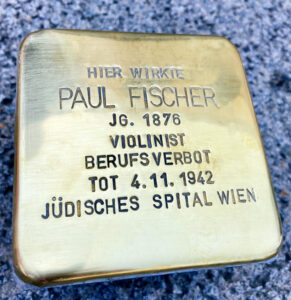 HIER WIRKTE
PAUL FISCHER
JG. 1876
VIOLINIST
BERUFSVERBOT
TOT 4.11.1942
JÜDISCHES SPITAL WIEN